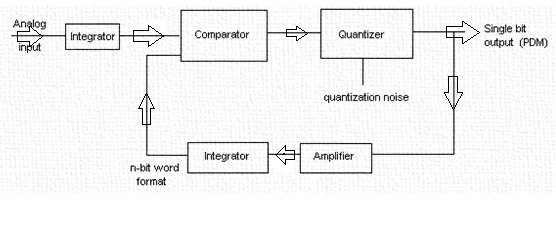 Analog
input
Integrator
Comparator
Quantizer
Single bit
output (PDM)
quantization noise
Integrator
Amplifier
n-bit word
format